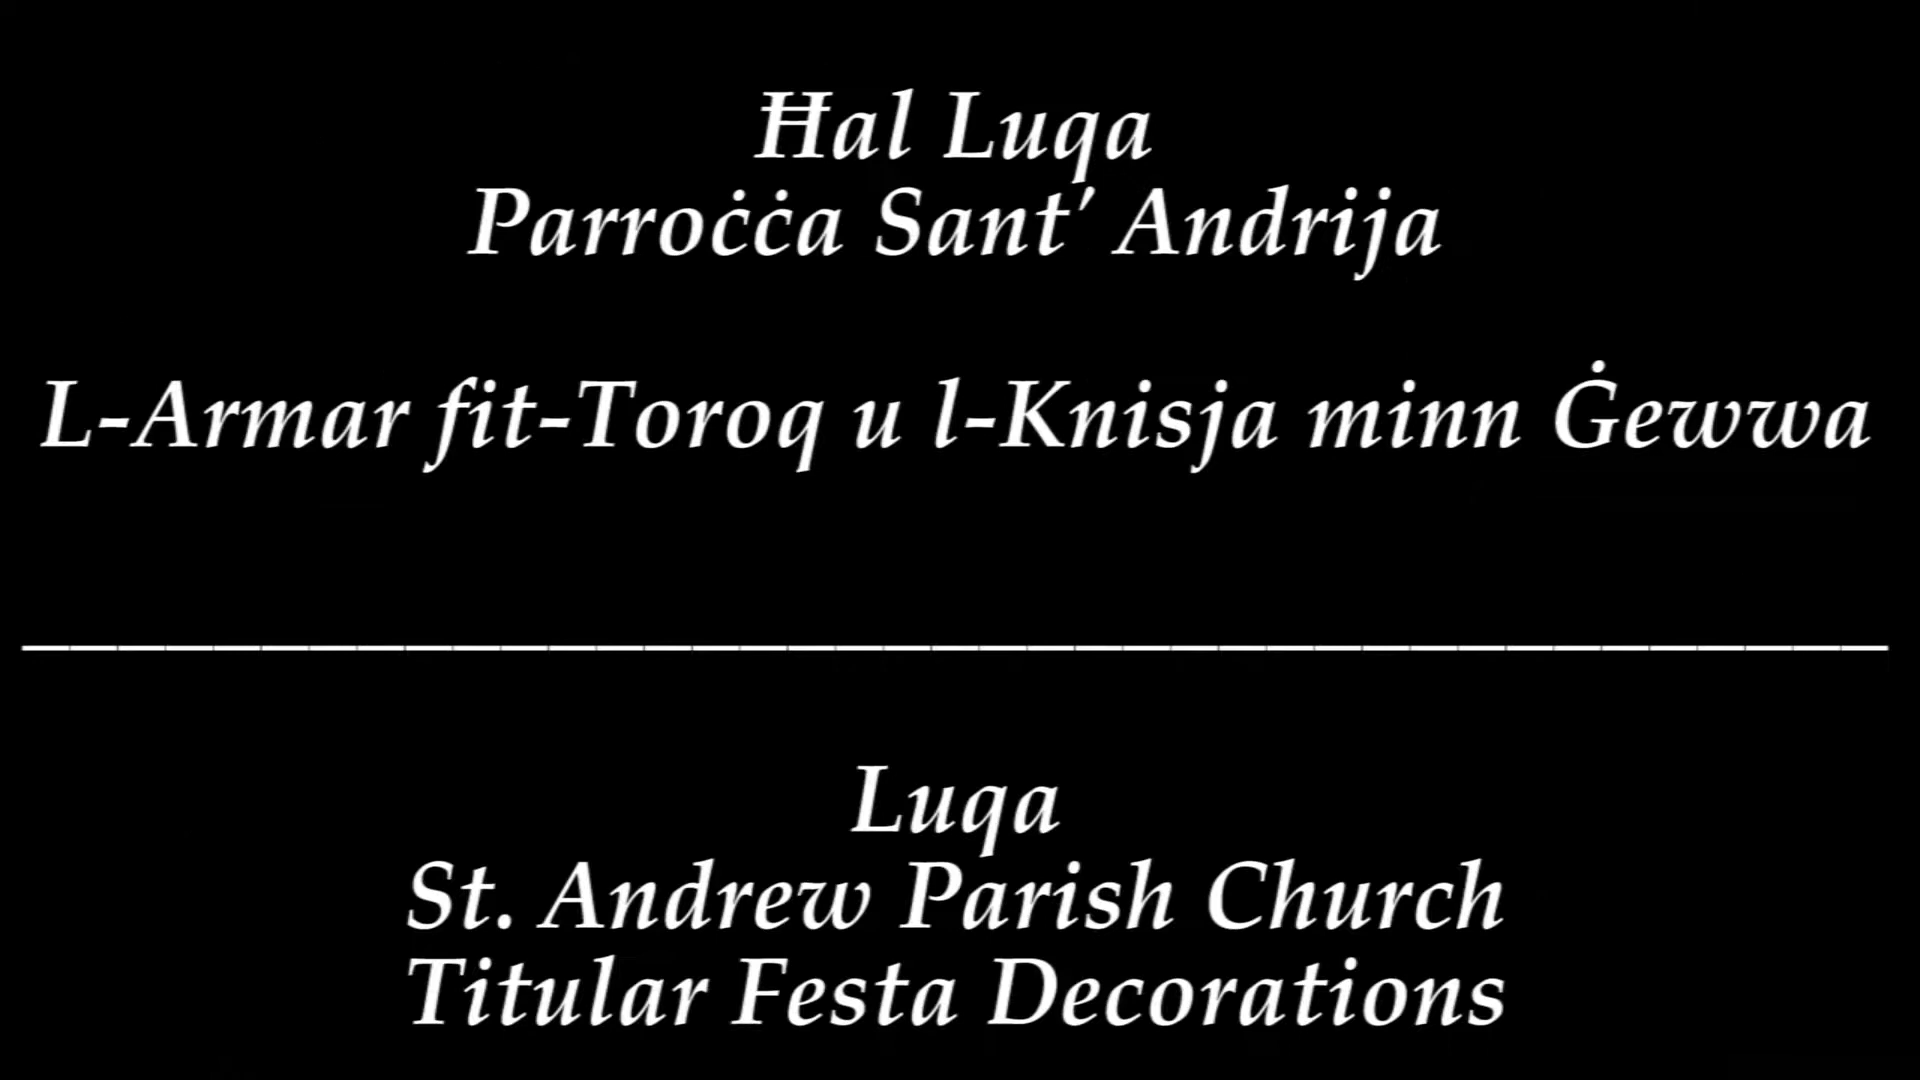 Ħal Luqa
Parroċċa Sant' Andrija
L-Armar fit-Toroq u l-Knisja minn Ġewwa
Luqa
St. Andrew Parish Church
Titular Festa Decorations